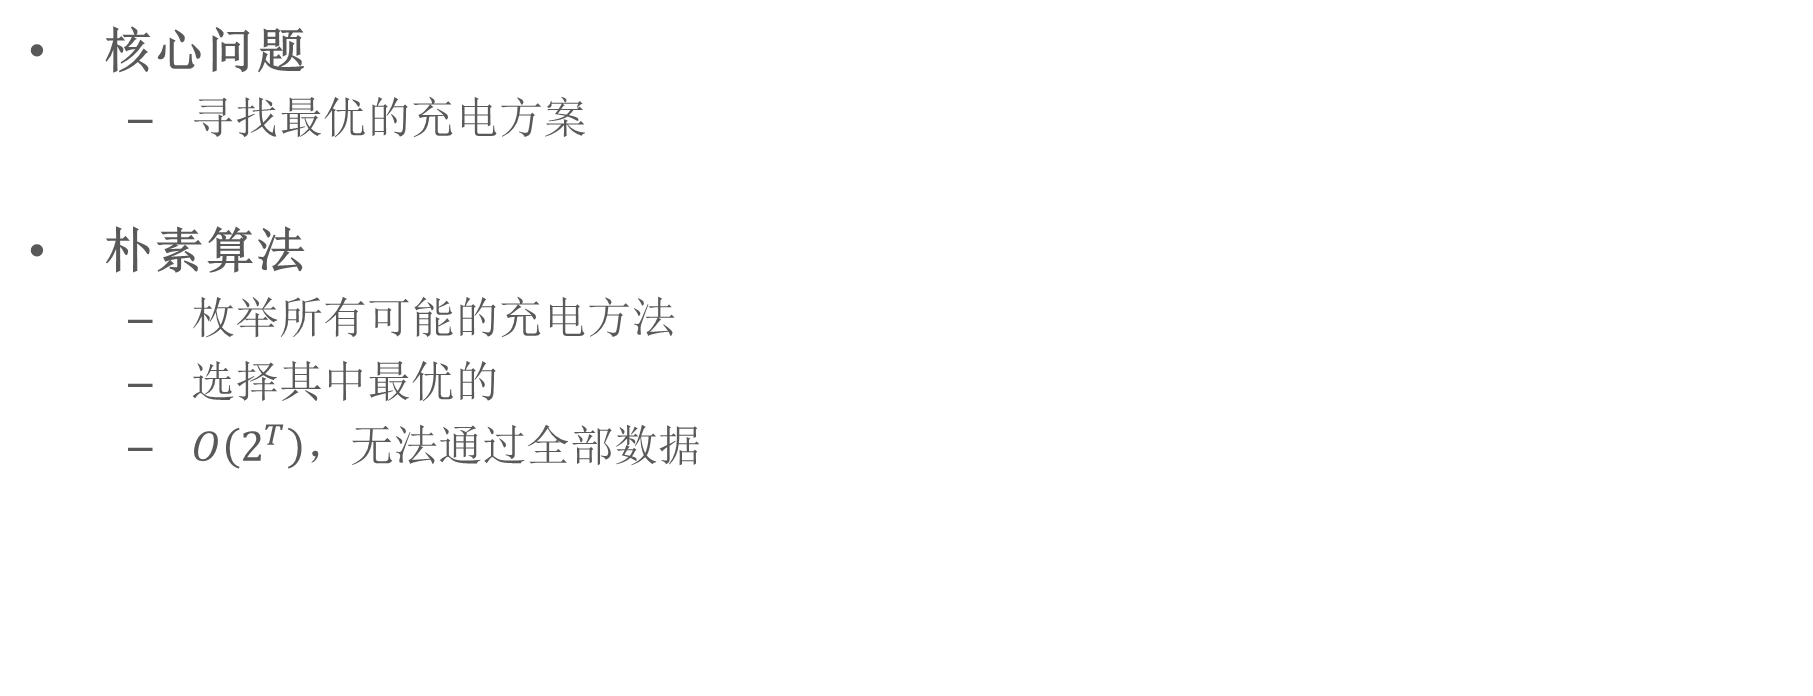 • 核心问题
– 寻找最优的充电方案
• 朴素算法
– 枚举所有可能的充电方法
– 选择其中最优的
– $O(2^T)$，无法通过全部数据